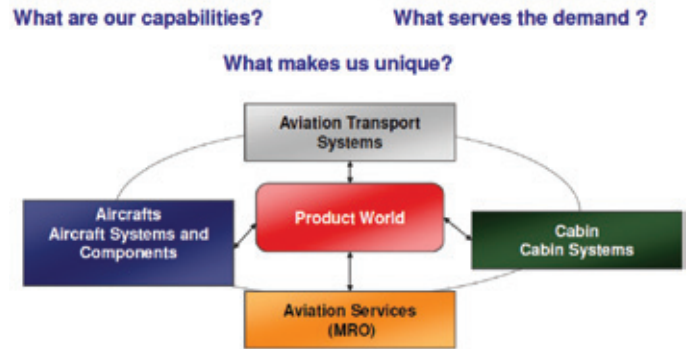 What are our capabilities?
What serves the demand ?
What makes us unique?
Aviation Transport
Systems
Aircrafts
Aircraft Systems and
Components
Product World
Cabin
Cabin Systems
Aviation Services
(MRO)